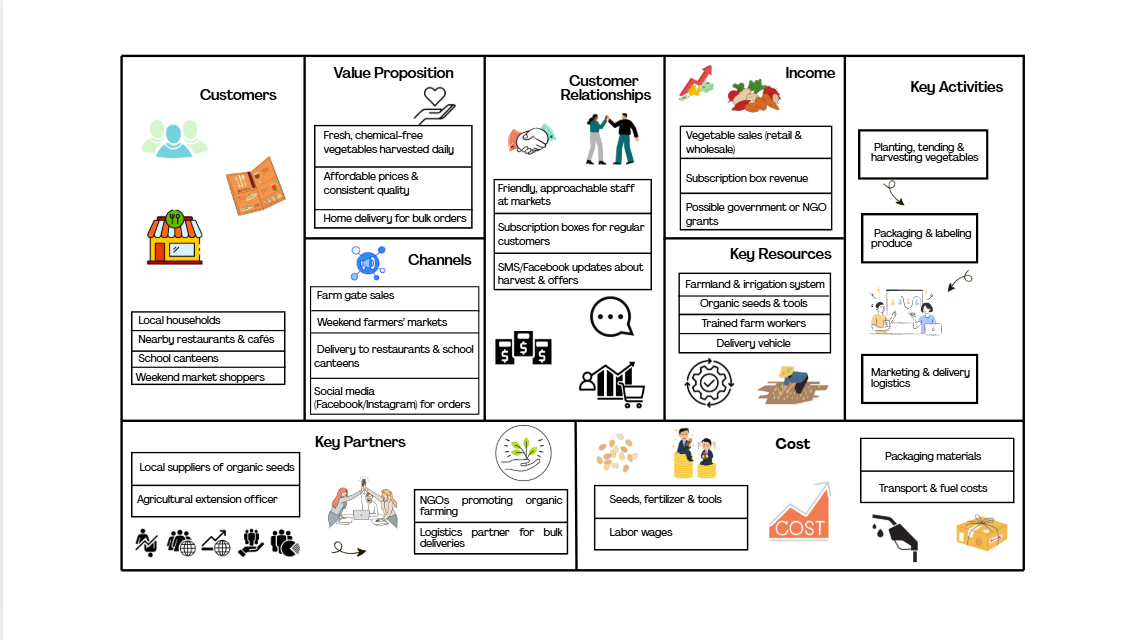 Customers
Local households
Nearby restaurants & cafés
School canteens
Weekend market shoppers
Value Proposition
Fresh, chemical-free
vegetables harvested daily
Affordable prices &
consistent quality
Home delivery for bulk orders
Channels
Farm gate sales
Weekend farmers' markets
Delivery to restaurants & school
canteens
Social media
(Facebook/Instagram) for orders
Customer
Relationships
Friendly, approachable staff
at markets
Subscription boxes for regular
customers
SMS/Facebook updates about
harvest & offers
Income
Vegetable sales (retail &
wholesale)
Subscription box revenue
Possible government or NGO
grants
Key Resources
Farmland & irrigation system
Organic seeds & tools
Trained farm workers
Delivery vehicle
Key Activities
Planting, tending &
harvesting vegetables
Packaging & labeling
produce
Marketing & delivery
logistics
Key Partners
Local suppliers of organic seeds
Agricultural extension officer
NGOs promoting organic
farming
Logistics partner for bulk
deliveries
Cost
Seeds, fertilizer & tools
Labor wages
COST
Packaging materials
Transport & fuel costs